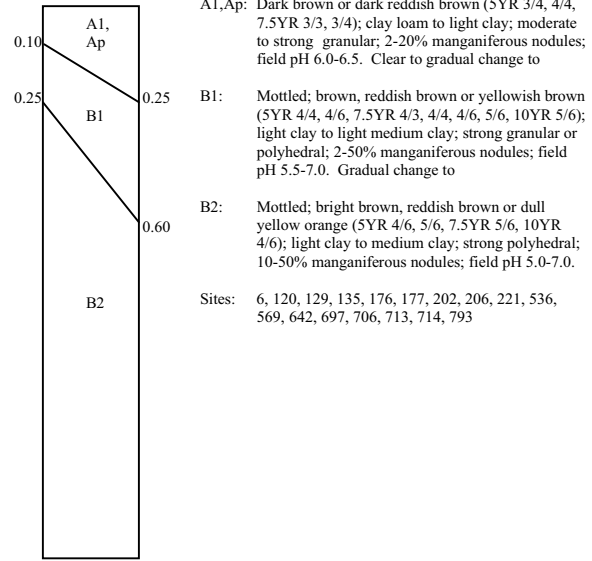 A1,Ap: Dark brown or dark reddish brown (5YR 3/4, 4/4,
7.5YR 3/3, 3/4); clay loam to light clay; moderate
to strong granular; 2-20% manganiferous nodules;
field pH 6.0-6.5. Clear to gradual change to
A1,
Ap
0.10
0.25
0.25
B1
B1: Mottled; brown, reddish brown or yellowish brown
(5YR 4/4, 4/6, 7.5YR 4/3, 4/4, 4/6, 5/6, 10YR 5/6);
light clay to light medium clay; strong granular or
polyhedral; 2-50% manganiferous nodules; field
pH 5.5-7.0. Gradual change to
0.60
B2: Mottled; bright brown, reddish brown or dull
yellow orange (5YR 4/6, 5/6, 7.5YR 5/6, 10YR
4/6); light clay to medium clay; strong polyhedral;
10-50% manganiferous nodules; field pH 5.0-7.0.
B2
Sites: 6, 120, 129, 135, 176, 177, 202, 206, 221, 536,
569, 642, 697, 706, 713, 714, 793